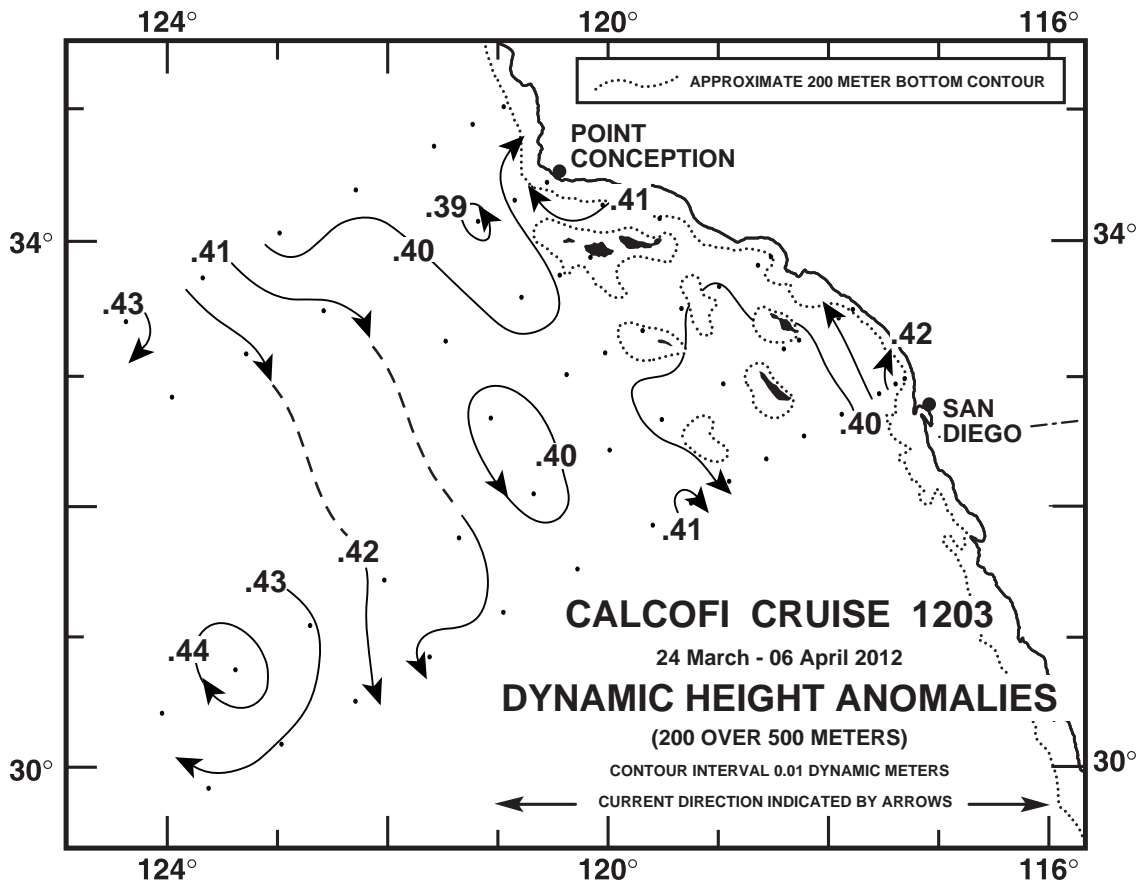 124° 120° 116°
APPROXIMATE 200 METER BOTTOM CONTOUR
POINT
CONCEPTION
.39 .41
34° .41 .40 34°
.43
.42
.40
SAN
DIEGO
.40
.41
.42
.43
CALCOFI CRUISE 1203
.44
24 March - 06 April 2012
DYNAMIC HEIGHT ANOMALIES
(200 OVER 500 METERS)
30° 30°
CONTOUR INTERVAL 0.01 DYNAMIC METERS
CURRENT DIRECTION INDICATED BY ARROWS
124° 120° 116°